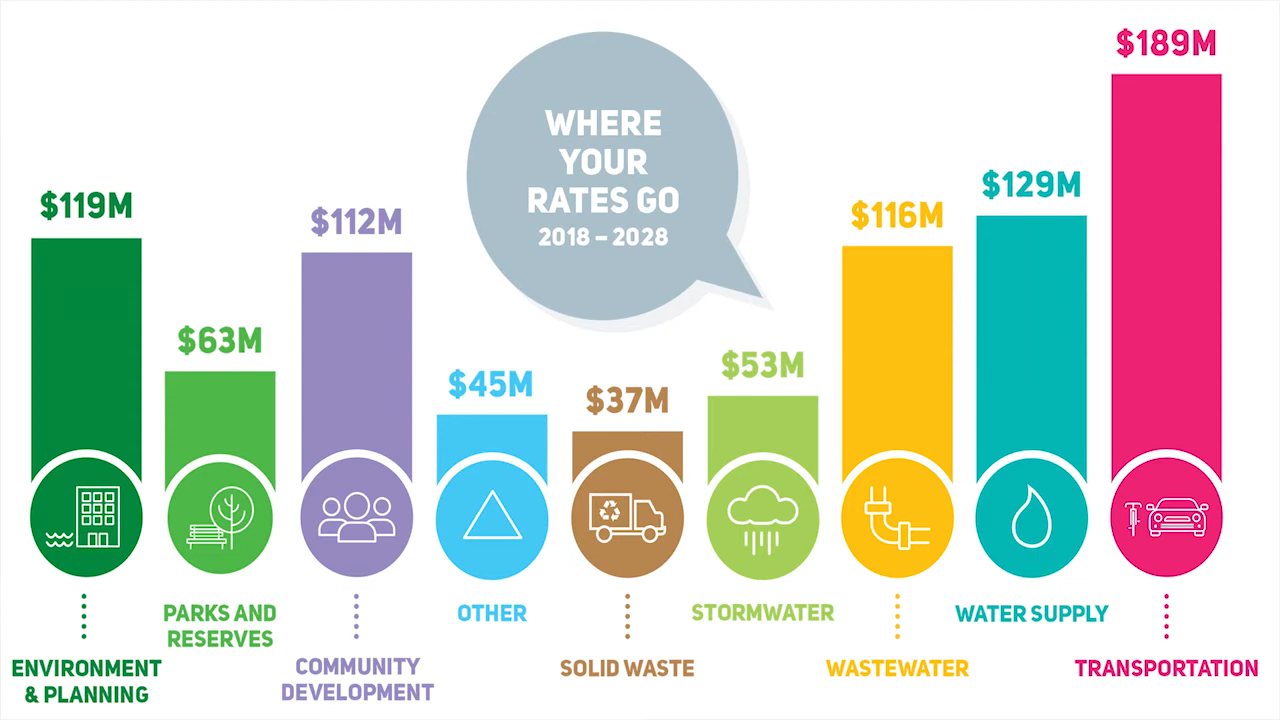 WHERE
YOUR
RATES GO
2018 – 2028
$119M
$63M
$112M
$45M
$37M
$53M
$116M
$129M
$189M
ENVIRONMENT
& PLANNING
PARKS AND
RESERVES
COMMUNITY
DEVELOPMENT
OTHER
SOLID WASTE
STORMWATER
WASTEWATER
WATER SUPPLY
TRANSPORTATION